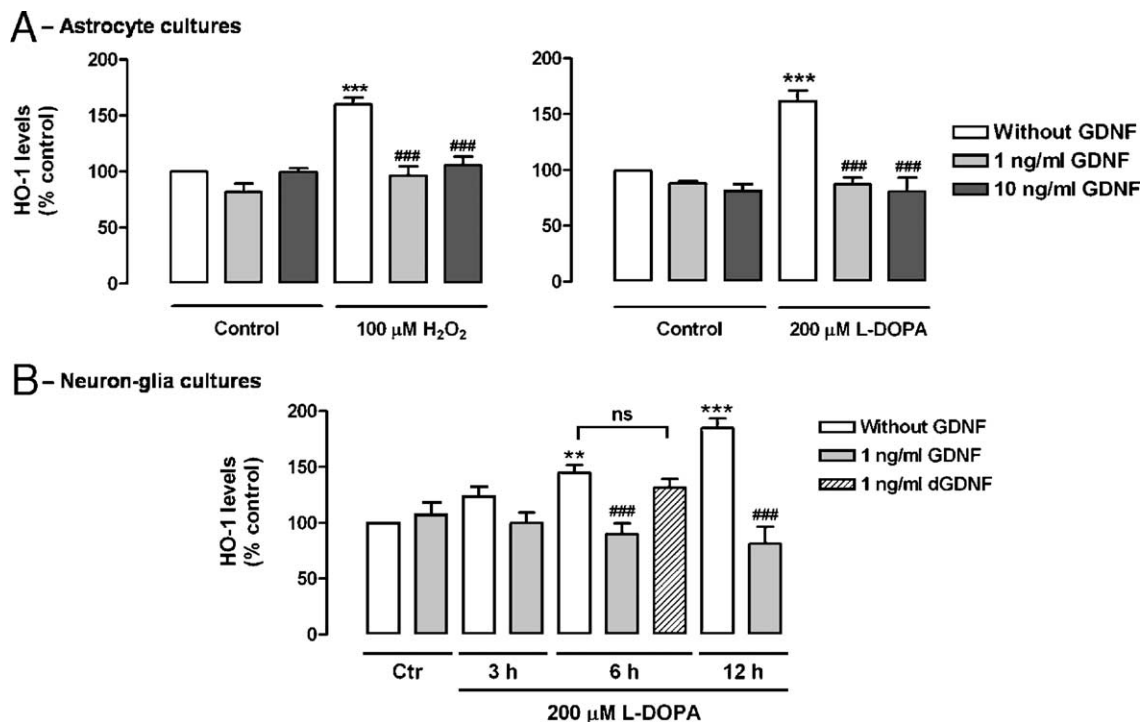 A – Astrocyte cultures
HO-1 levels
(% control)
200
150
100
50
0
***
###
###
Control
100 μM H₂O₂
200
150
100
50
0
***
###
###
Control
200 μM L-DOPA
Without GDNF
1 ng/ml GDNF
10 ng/ml GDNF
B – Neuron-glia cultures
HO-1 levels
(% control)
200
150
100
50
0
**
###
ns
***
###
Ctr
3 h
6 h
12 h
200 μM L-DOPA
Without GDNF
1 ng/ml GDNF
1 ng/ml dGDNF